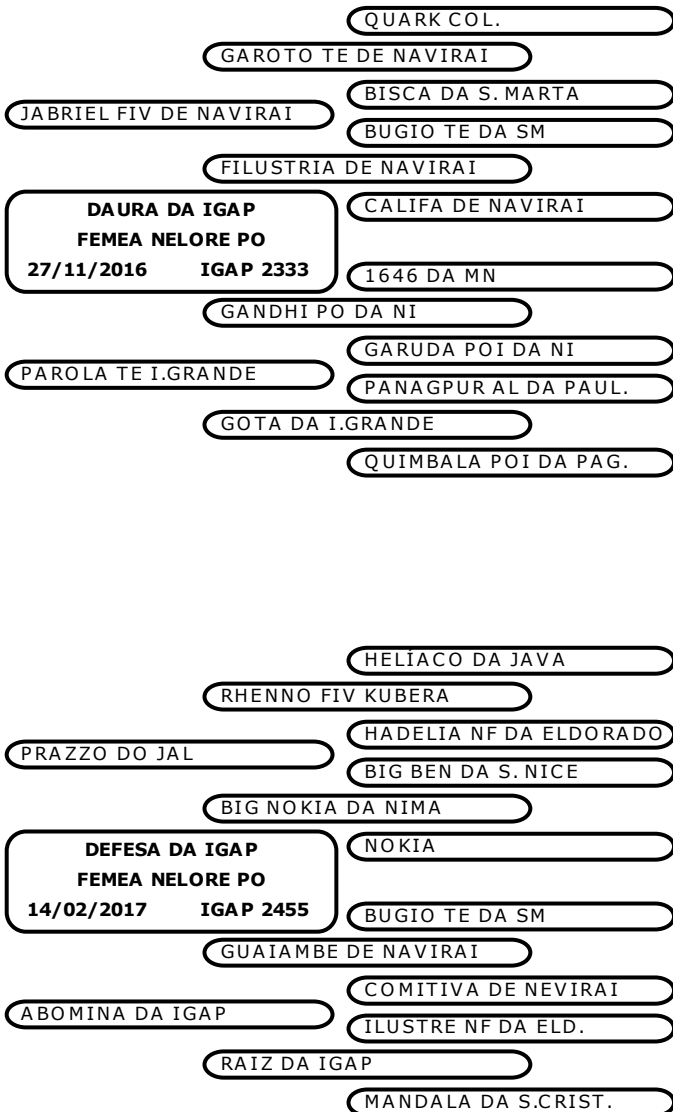 QUARK COL.
GAROTO TE DE NAVIRAI
BISCA DA S. MARTA
JABRIEL FIV DE NAVIRAI
BUGIO TE DA SM
FILUSTRIA DE NAVIRAI
DAURA DA IGAP
CALIFA DE NAVIRAI
FEMEA NELORE PO
27/11/2016 IGAP 2333
1646 DA MN
GANDHI PO DA NI
GARUDA POI DA NI
PAROLA TE I.GRANDE
PANAGPUR AL DA PAUL.
GOTA DA I.GRANDE
QUIMBALA POI DA PAG.
HELÍACO DA JAVA
RHENNO FIV KUBERA
HADELIA NF DA ELDORADO
PRAZZO DO JAL
BIG BEN DA S. NICE
BIG NOKIA DA NIMA
DEFESA DA IGAP
NOKIA
FEMEA NELORE PO
14/02/2017 IGAP 2455
BUGIO TE DA SM
GUAIAMBE DE NAVIRAI
COMITIVA DE NEVIRAI
ABOMINA DA IGAP
ILUSTRE NF DA ELD.
RAIZ DA IGAP
MANDALA DA S.CRIST.